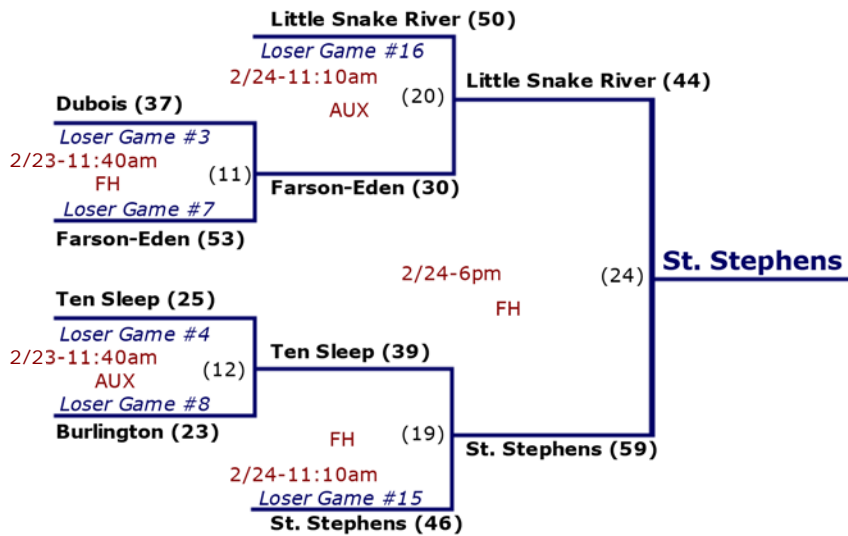 Little Snake River (50)
Loser Game #16
2/24-11:10am
(20)
AUX
Little Snake River (44)
Dubois (37)
Loser Game #3
2/23-11:40am
(11)
FH
Loser Game #7
Farson-Eden (53)
Farson-Eden (30)
2/24-6pm
(24)
FH
St. Stephens
Ten Sleep (25)
Loser Game #4
2/23-11:40am
(12)
AUX
Loser Game #8
Burlington (23)
Ten Sleep (39)
FH
(19)
2/24-11:10am
Loser Game #15
St. Stephens (46)
St. Stephens (59)